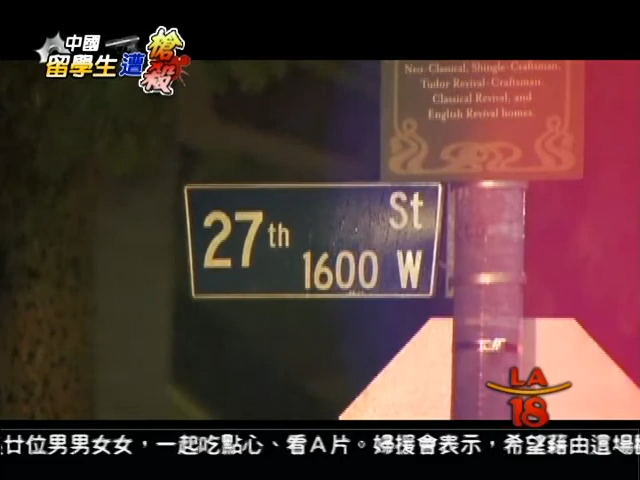 中國
留學生遭槍殺
Neo-Classical, Shingle-Craftsman,
Tudor Revival-Craftsman,
Classical Revival, and
English Revival homes.
St
27th
1600 W
LA
18
廿位男男女女，一起吃點心、看A片。婦援會表示，希望藉由這場